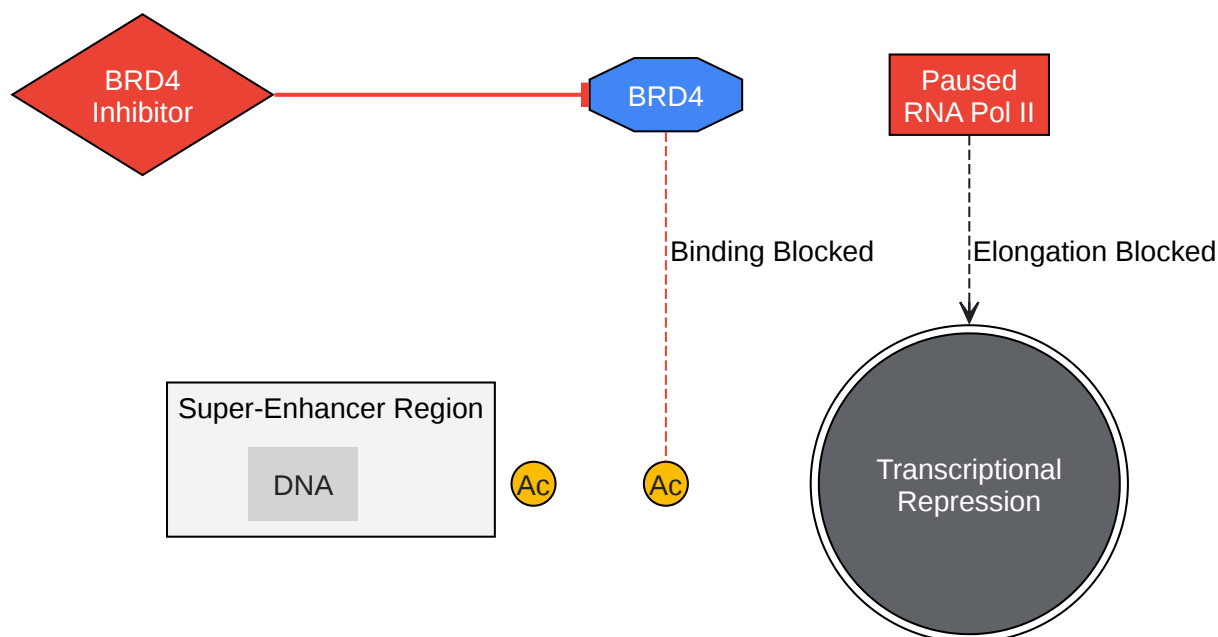 BRD4
Inhibitor
BRD4
Paused
RNA Pol II
Binding Blocked
Elongation Blocked
Super-Enhancer Region
DNA
Ac
Ac
Transcriptional
Repression